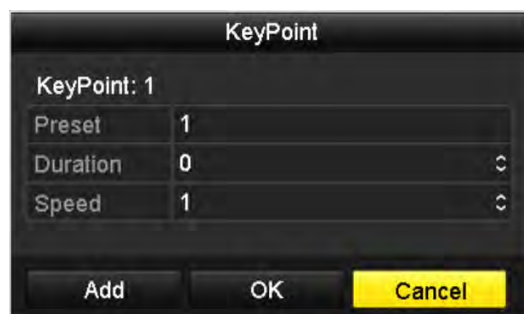 KeyPoint
KeyPoint: 1
Preset 1
Duration 0
Speed 1
Add OK Cancel